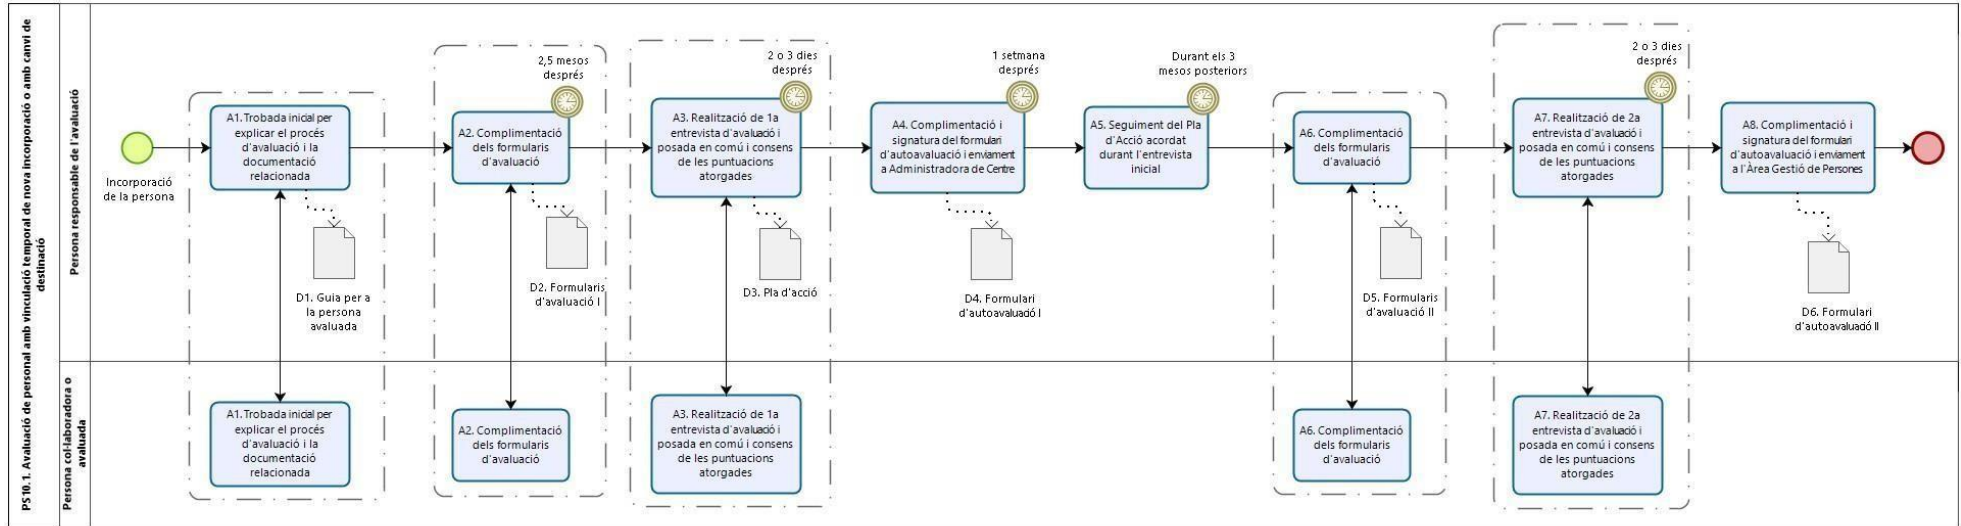 PS10.1. Avaluació de personal amb vinculació temporal de nova incorporació o amb canvi de
destinació
Persona responsable de l'avaluació
Incorporació
de la persona
A1. Trobada inicial per
explicar el procés
d'avaluació i la
documentació
relacionada
D1. Guia per a
la persona
avaluada
2,5 mesos
després
A2. Complimentació
dels formularis
d'avaluació
D2. Formularis
d'avaluació I
2 o 3 dies
després
A3. Realització de 1a
entrevista d'avaluació i
posada en comú i consens
de les puntuacions
atorgades
D3. Pla d'acció
1 setmana
després
A4. Complimentació i
signatura del formulari
d'autoavaluació i enviament
a Administradora de Centre
D4. Formulari
d'autoavaluació I
Durant els 3
mesos posteriors
A5. Seguiment del Pla
d'Acció acordat
durant l'entrevista
inicial
A6. Complimentació
dels formularis
d'avaluació
D5. Formularis
d'avaluació II
2 o 3 dies
després
A7. Realització de 2a
entrevista d'avaluació i
posada en comú i consens
de les puntuacions
atorgades
A8. Complimentació i
signatura del formulari
d'autoavaluació i enviament
a l'Àrea Gestió de Persones
D6. Formulari
d'autoavaluació II
Persona col·laboradora o
avaluada
A1. Trobada inicial per
explicar el procés
d'avaluació i la
documentació
relacionada
A2. Complimentació
dels formularis
d'avaluació
A3. Realització de 1a
entrevista d'avaluació i
posada en comú i consens
de les puntuacions
atorgades
A6. Complimentació
dels formularis
d'avaluació
A7. Realització de 2a
entrevista d'avaluació i
posada en comú i consens
de les puntuacions
atorgades